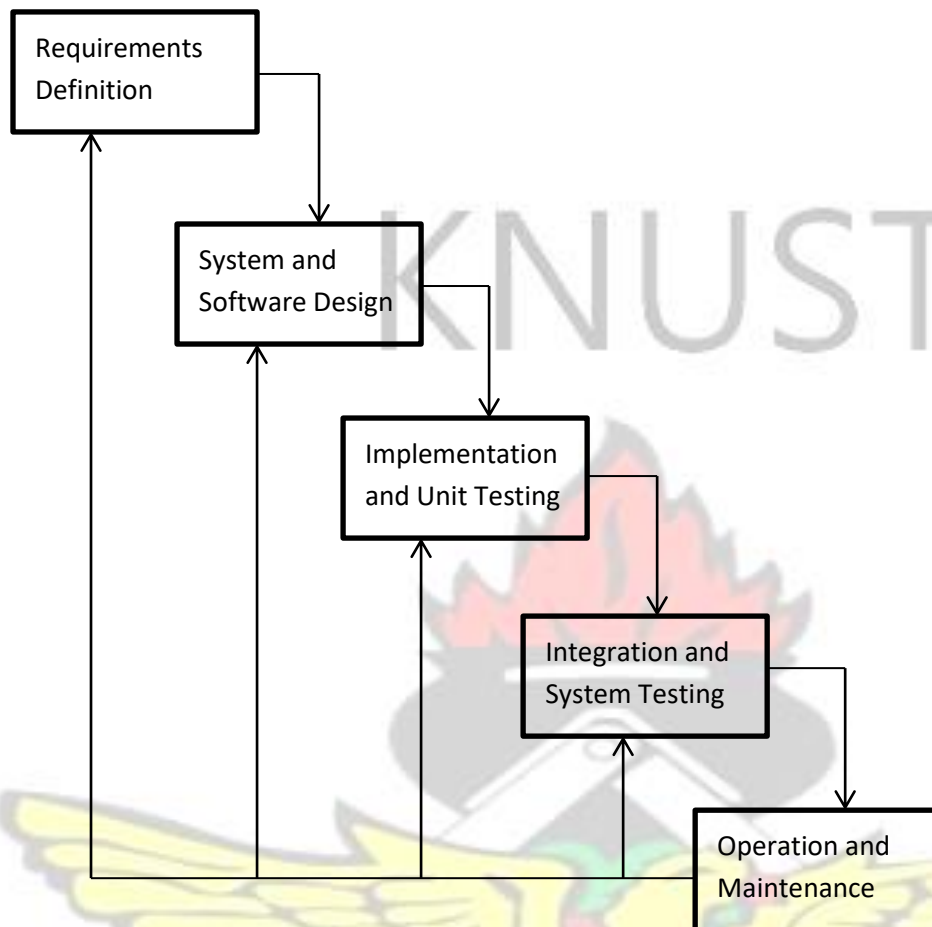 Requirements
Definition
KNUST
System and
Software Design
Implementation
and Unit Testing
Integration and
System Testing
Operation and
Maintenance